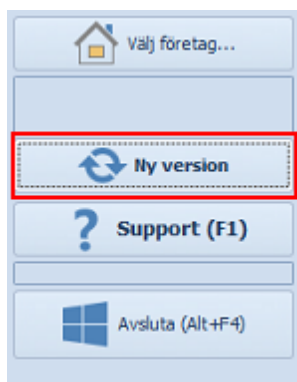 Välj företag...
Ny version
Support (F1)
Avsluta (Alt+F4)